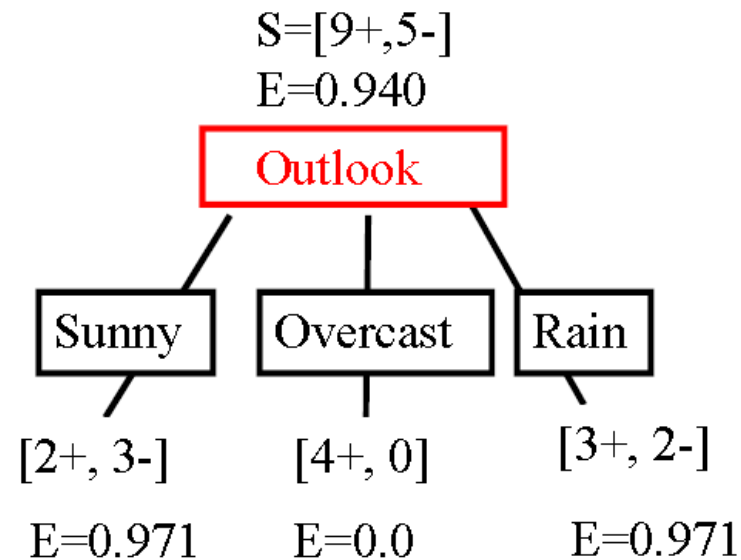 S=[9+,5-]
E=0.940
Outlook
Sunny
Overcast
Rain
[2+, 3-]
[4+, 0]
[3+, 2-]
E=0.971
E=0.0
E=0.971